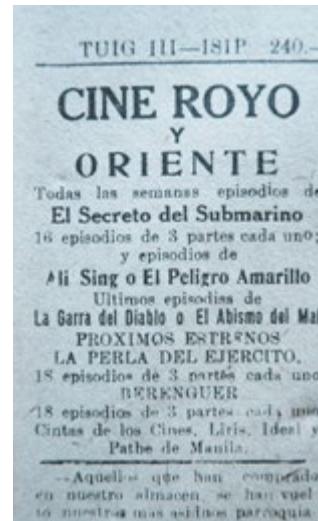 TUIG III—181P 240.—
CINE ROYO
Y
ORIENTE
Todas las semanas episodios de
El Secreto del Submarino
16 episodios de 3 partes cada uno;
y episodios de
Ali Sing o El Peligro Amarillo
Ultimos episodisa de
La Garra del Diablo o El Abismo del Mal
PROXIMOS ESTRENOS
LA PERLA DEL EJERCITO.
18 episodios de 3 partes cada uno
BERENGUER
18 episodios de 3 partes cada uno
Cintas de los Cines, Liris, Ideal y
Pathe de Manila.
--Aquellos que han comprado
en nuestro almacen, se han vuel
to nuestros mas asiduos parroquia